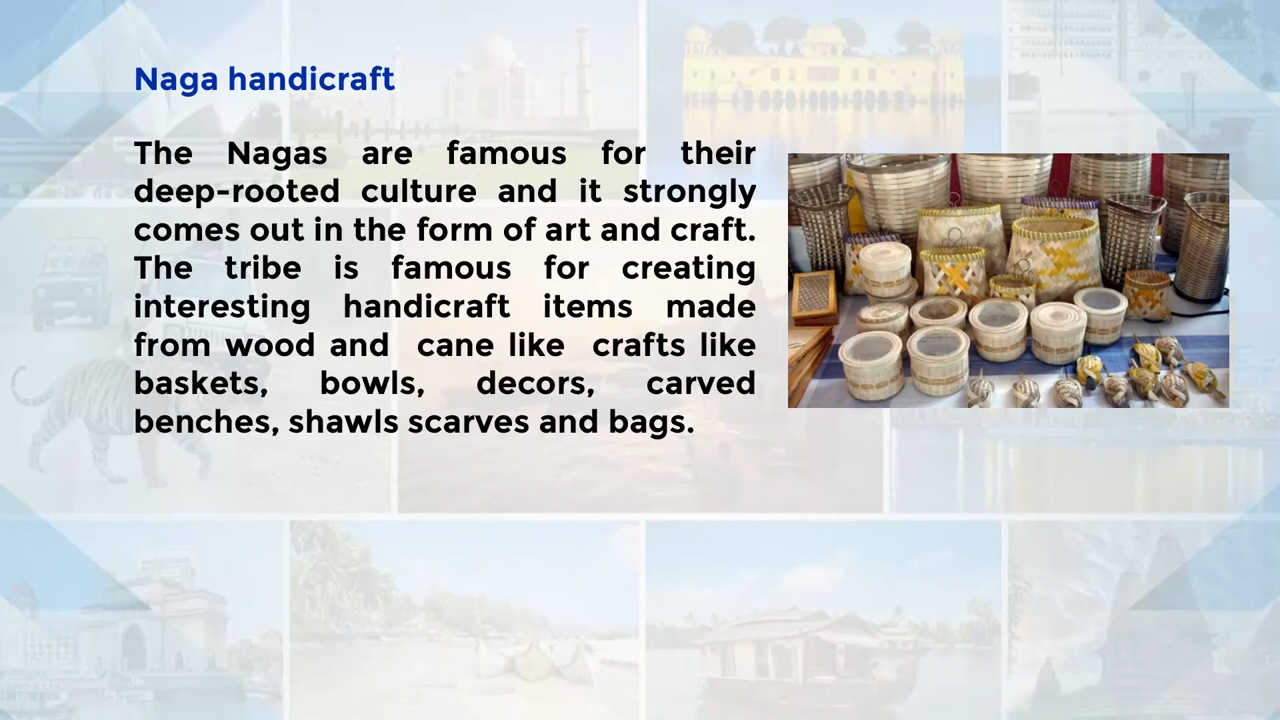 Naga handicraft
The Nagas are famous for their
deep-rooted culture and it strongly
comes out in the form of art and craft.
The tribe is famous for creating
interesting handicraft items made
from wood and cane like crafts like
baskets, bowls, decors, carved
benches, shawls scarves and bags.